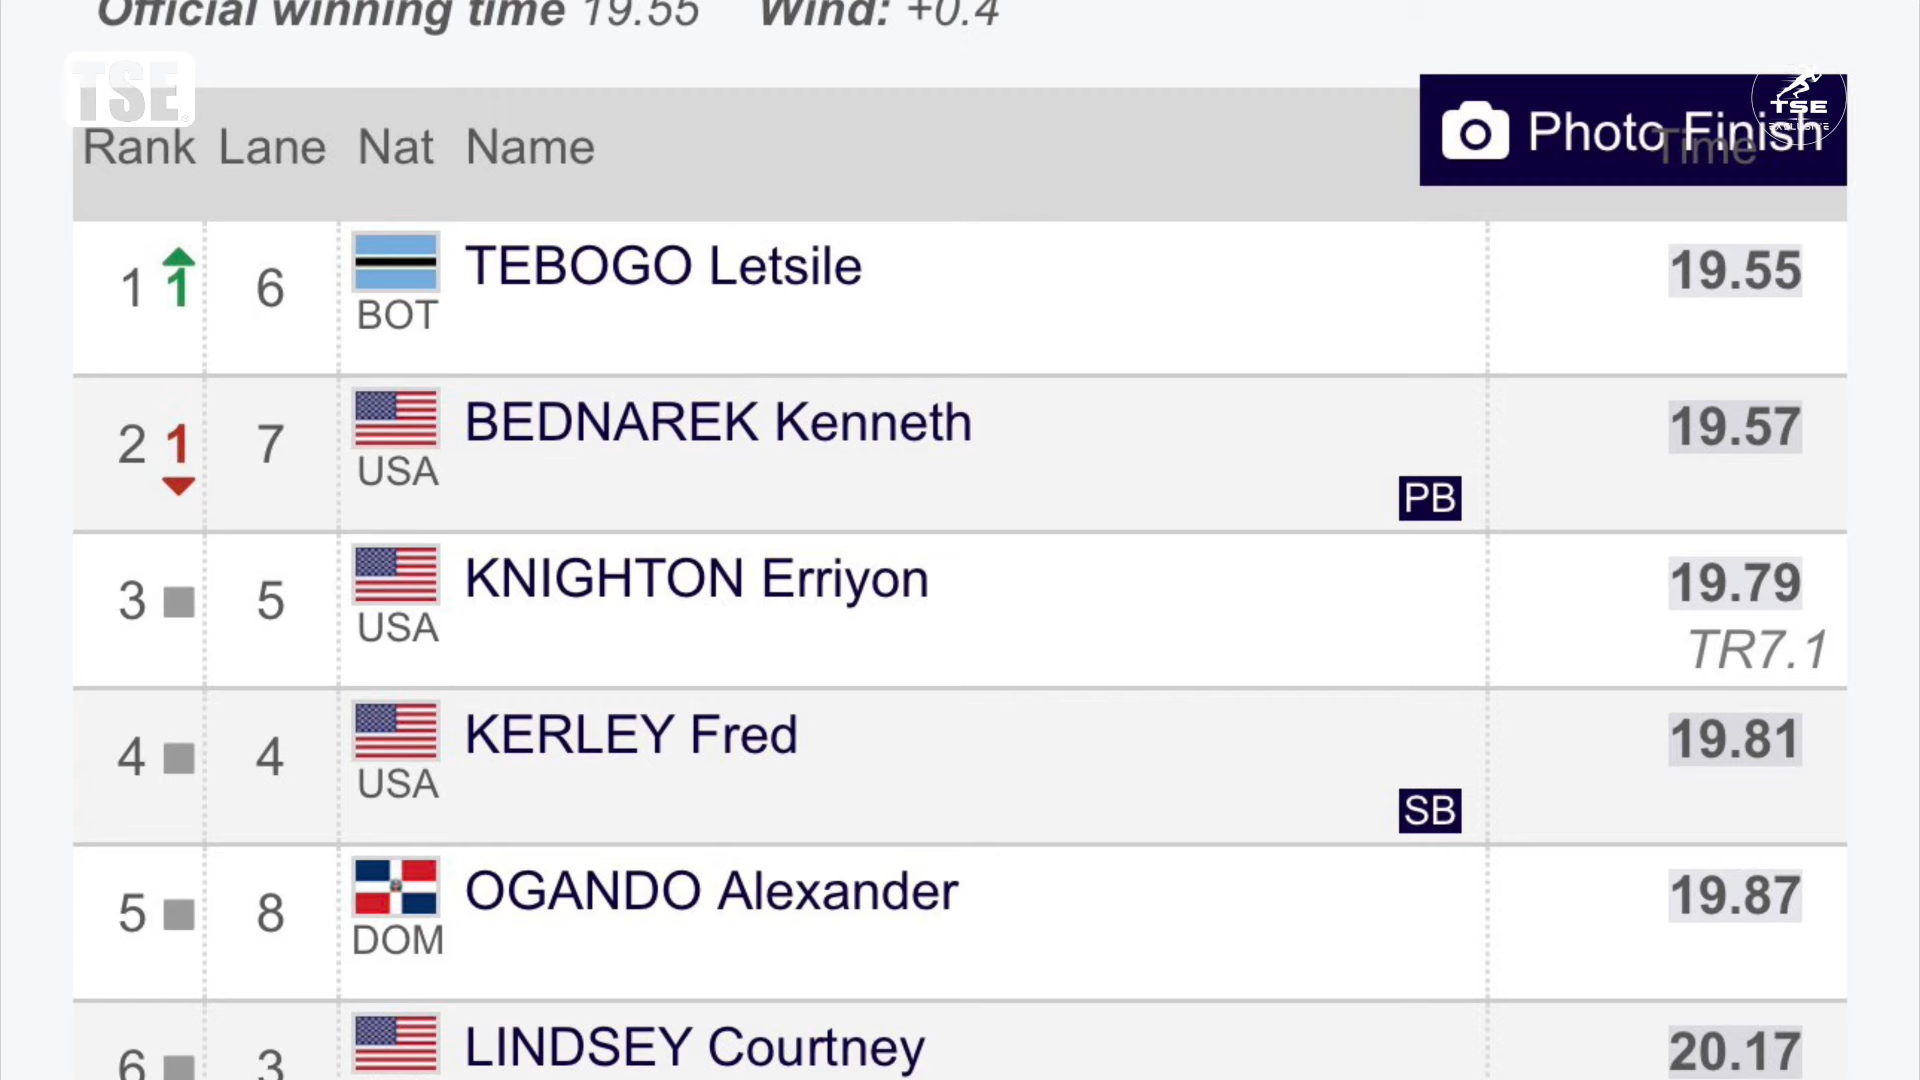 Official winning time 19.55 Wind: +0.4
TSE
TSE
EXCLUSIVE
Photo Finish
Rank Lane Nat Name Time
1 1 6 BOT TEBOGO Letsile 19.55
2 1 7 USA BEDNAREK Kenneth PB 19.57
3 5 USA KNIGHTON Erriyon 19.79
TR7.1
4 4 USA KERLEY Fred SB 19.81
5 8 DOM OGANDO Alexander 19.87
6 3 LINDSEY Courtney 20.17